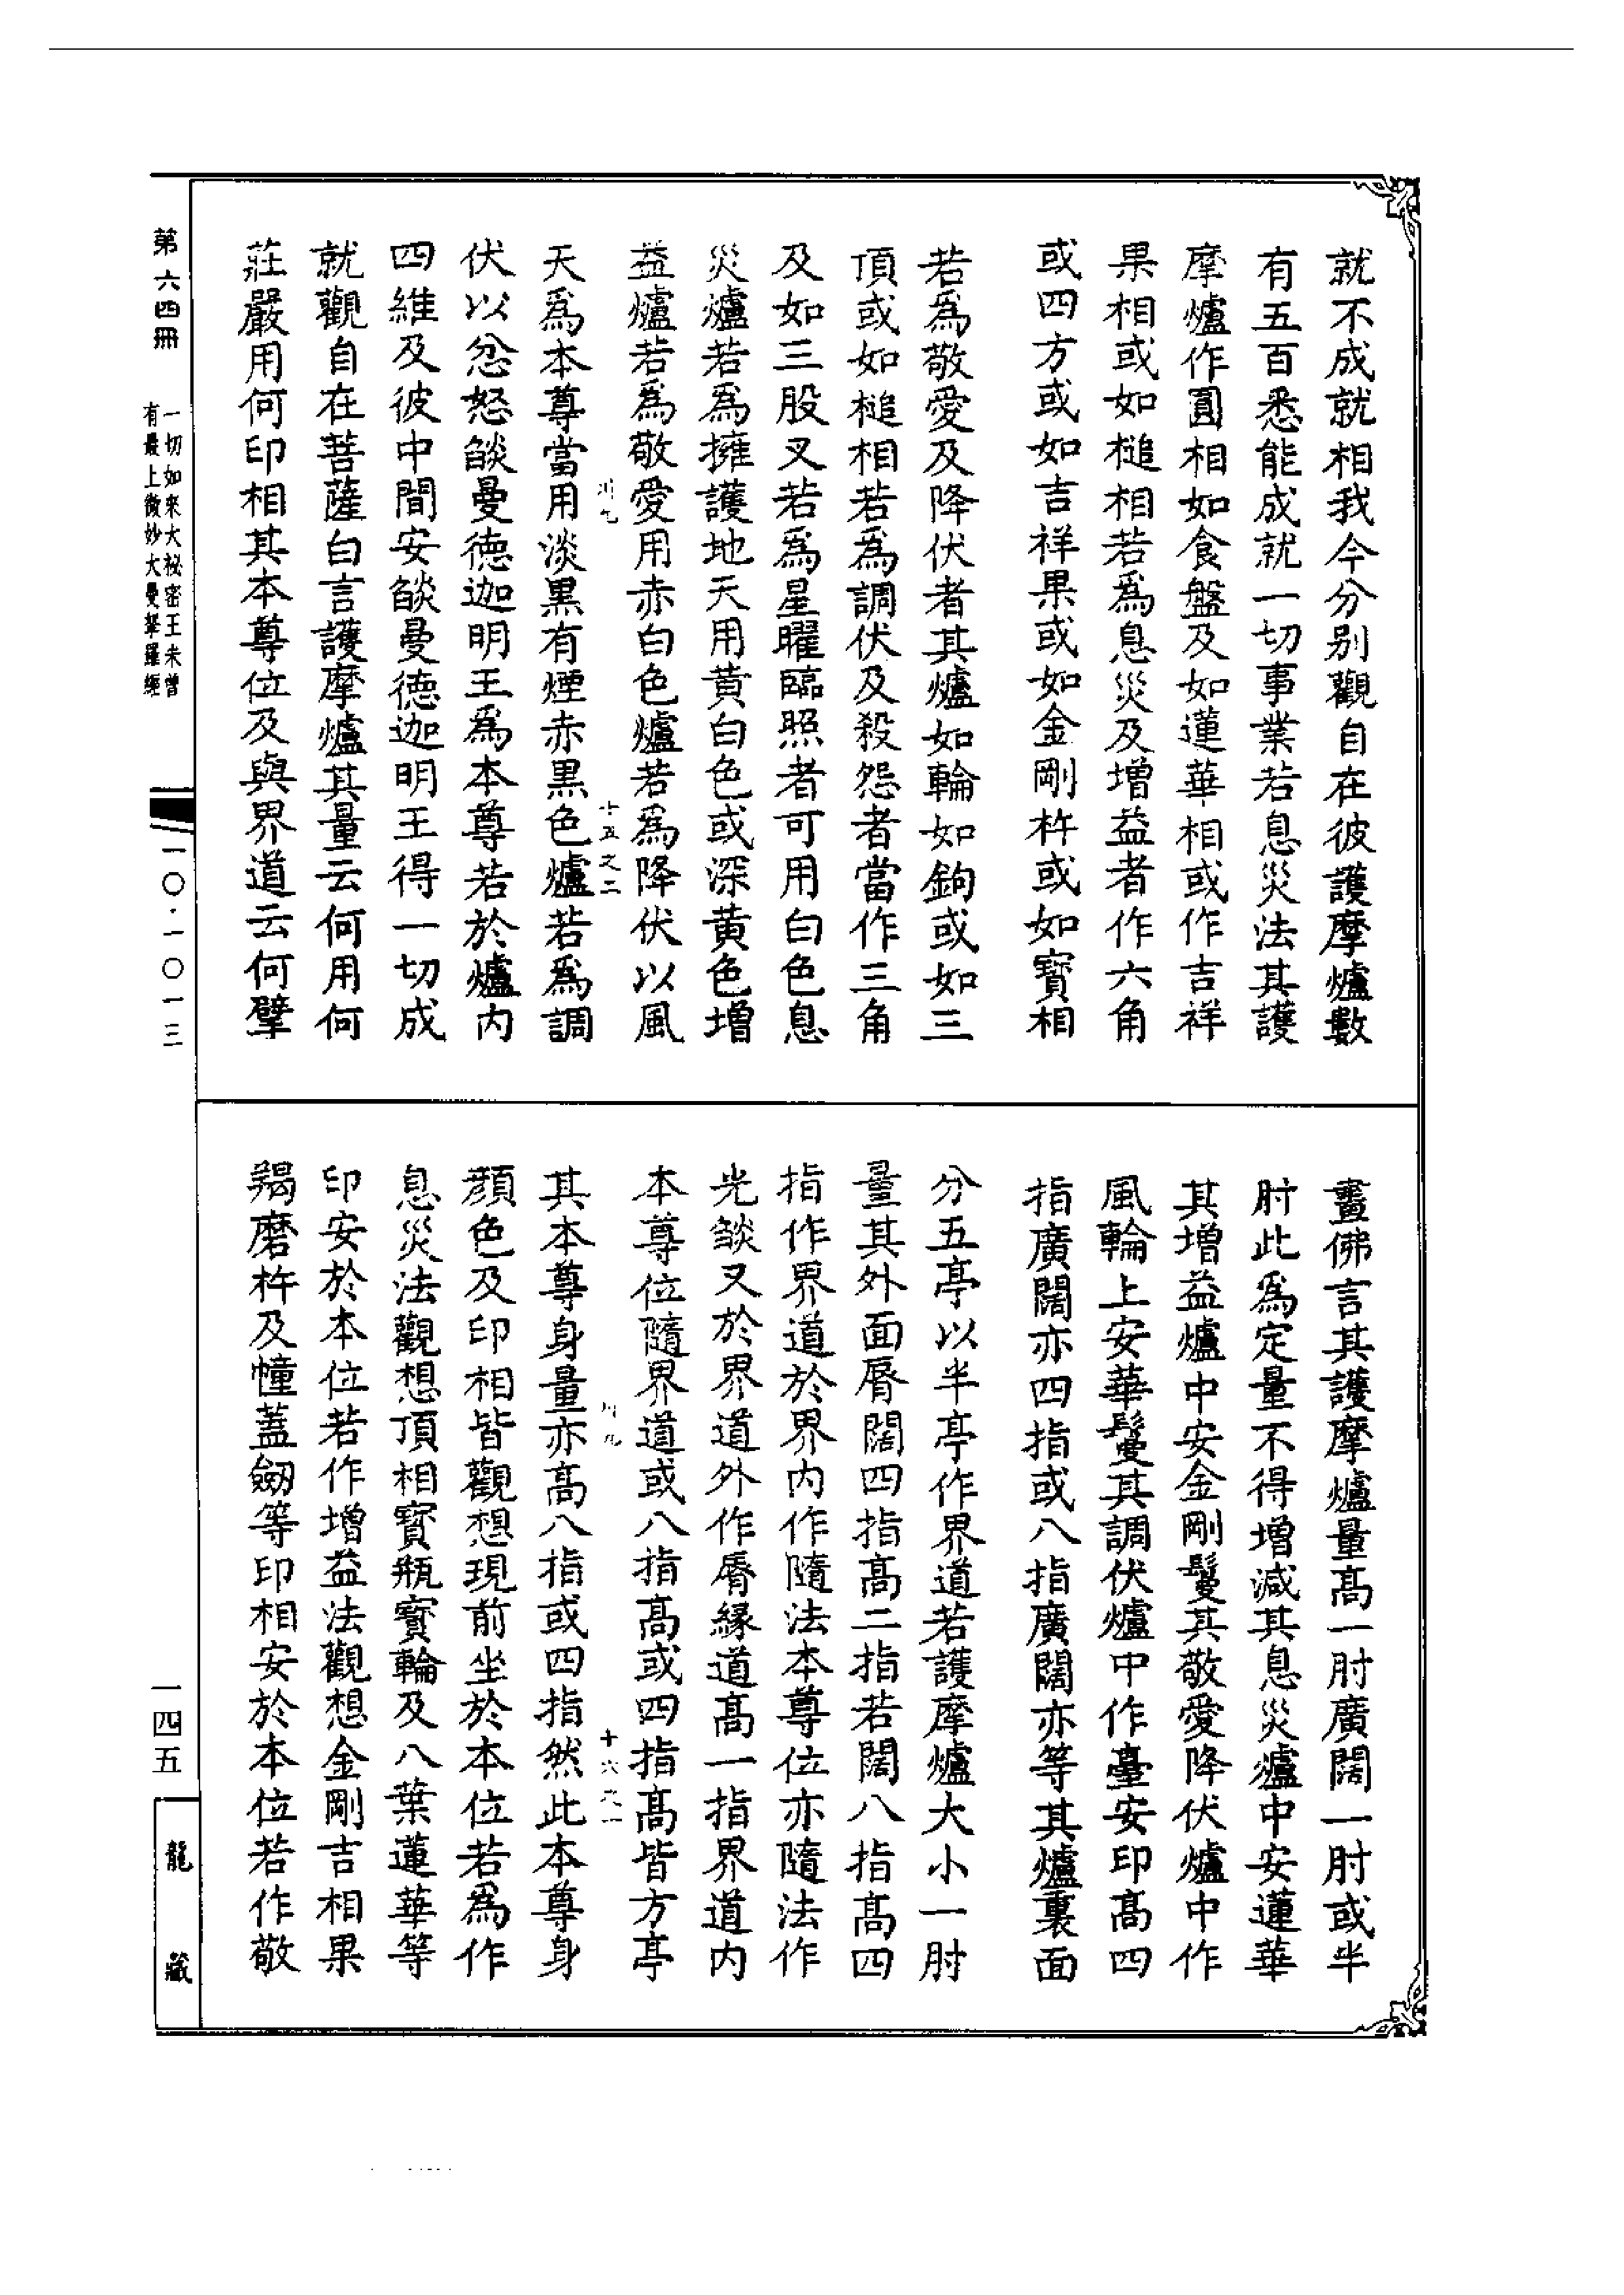 就不成就相我今分别觀自在彼護摩爐數
有五百悉能成就一切事業若息災法其護
摩爐作圓相如食盤及如蓮華相或作吉祥
果相或如槌相若爲息災及增益者作六角
或四方或如吉祥果或如金剛杵或如寳相
若爲敬愛及降伏者其爐如輪如鉤或如三
頂或如槌相若爲調伏及殺怨者當作三角
及如三股叉若爲星曜臨照者可用白色息
災爐若爲擁護地天用黄白色或深黄色增
益爐若爲敬愛用赤白色爐若爲降伏以風
十五之二
天爲本尊當用淡黒有煙赤黒色爐若爲調
伏以忿怒燄曼德迦明王爲本尊若於爐内
四維及彼中間安燄曼德迦明王得一切成
就觀自在菩薩白言護摩爐其量云何用何
莊嚴用何印相其本尊位及與界道云何擘
畫佛言其護摩爐量髙一肘廣闊一肘或半
肘此爲定量不得增減其息災爐中安蓮華
其增益爐中安金剛鬘其敬愛降伏爐中作
風輪上安華鬘其調伏爐中作臺安印髙四
指廣闊亦四指或八指廣闊亦等其爐裏面
分五亭以半亭作界道若護摩爐大小一肘
量其外面脣闊四指髙二指若闊八指髙四
指作界道於界内作隨法本尊位亦隨法作
光燄又於界道外作脣緣道髙一指界道内
本尊位隨界道或八指髙或四指髙皆方亭
十六之一
其本尊身量亦髙八指或四指然此本尊身
顔色及印相皆觀想現前坐於本位若爲作
息災法觀想頂相寳瓶寳輪及八葉蓮華等
印安於本位若作增益法觀想金剛吉相果
羯磨杵及幢蓋劒等印相安於本位若作敬
第六四冊
一切如來大祕密王未曾
有最上微妙大曼拏羅經
一〇·一〇一三
一四五
龍藏